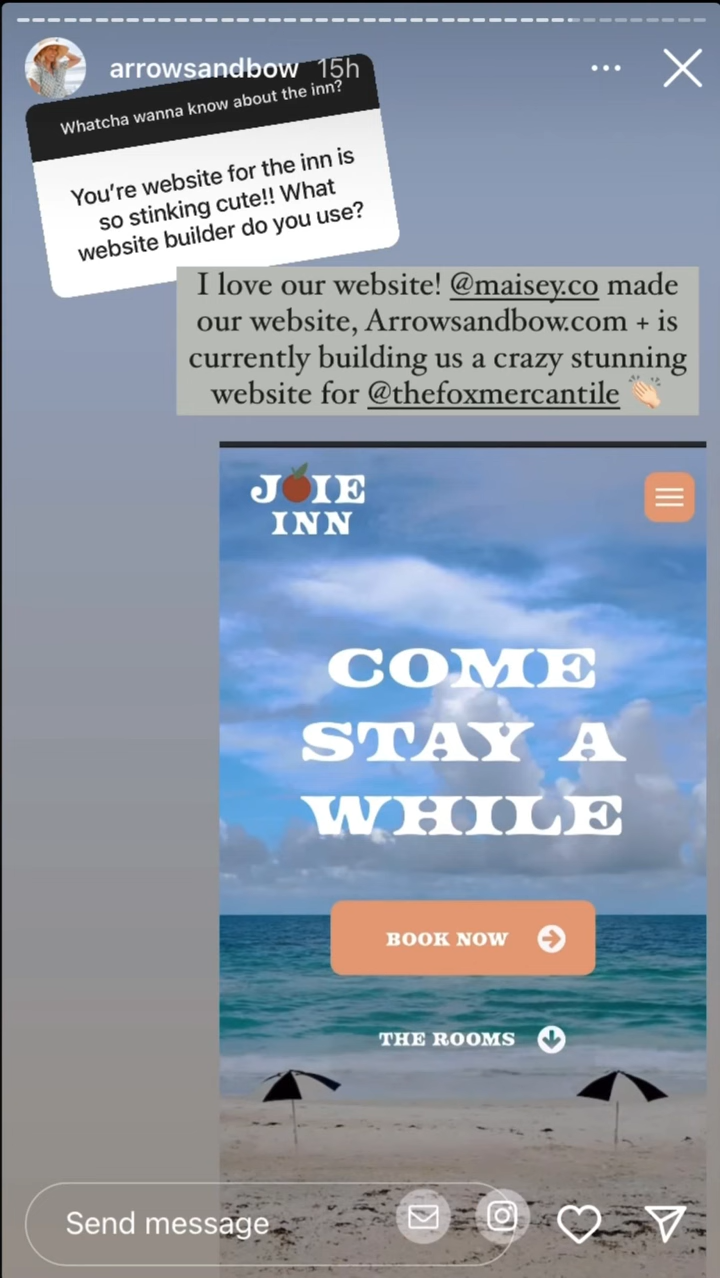 arrowsandbow 15h
Whatcha wanna know about the inn?
You're website for the inn is
so stinking cute!! What
website builder do you use?
I love our website! @maisey.co made
our website, Arrowsandbow.com + is
currently building us a crazy stunning
website for @thefoxmercantile 👏🏻
JOIE
INN
COME
STAY A
WHILE
BOOK NOW
THE ROOMS
Send message